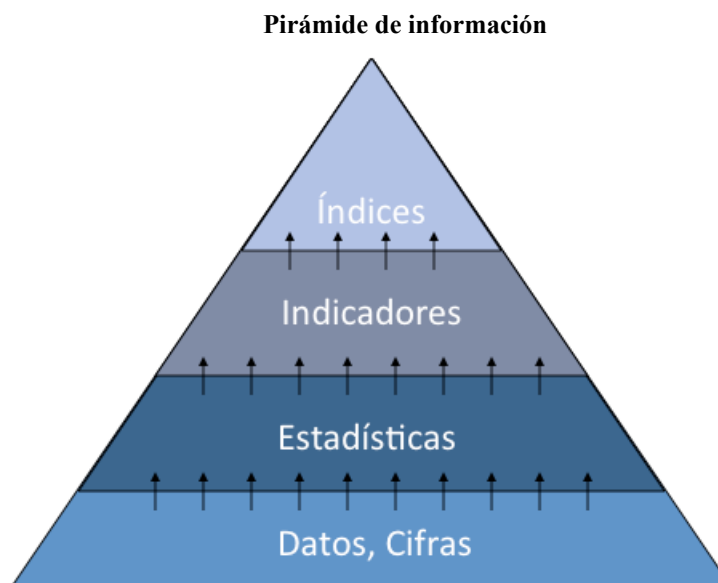 Pirámide de información
Índices
Indicadores
Estadísticas
Datos, Cifras